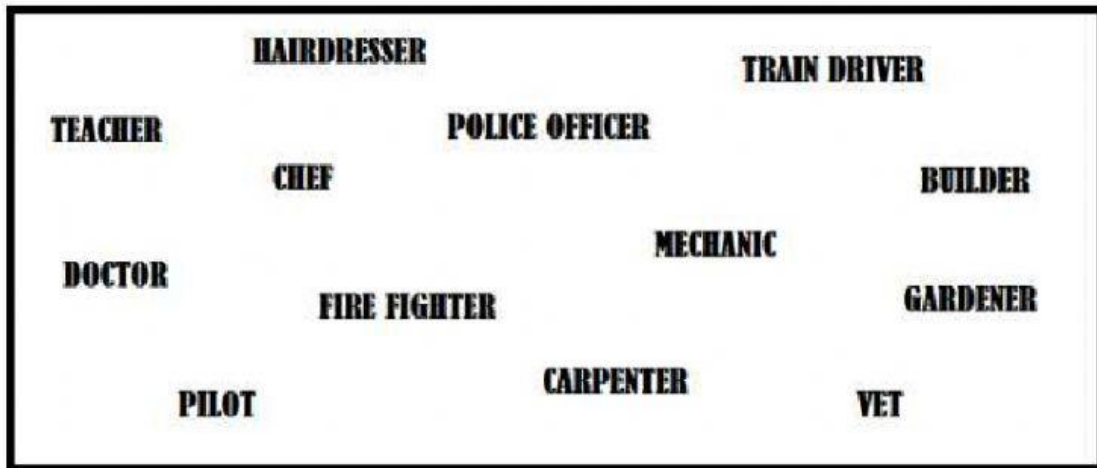 HAIRDRESSER
TRAIN DRIVER
TEACHER
POLICE OFFICER
CHEF
BUILDER
MECHANIC
DOCTOR
FIRE FIGHTER
GARDENER
CARPENTER
PILOT
VET